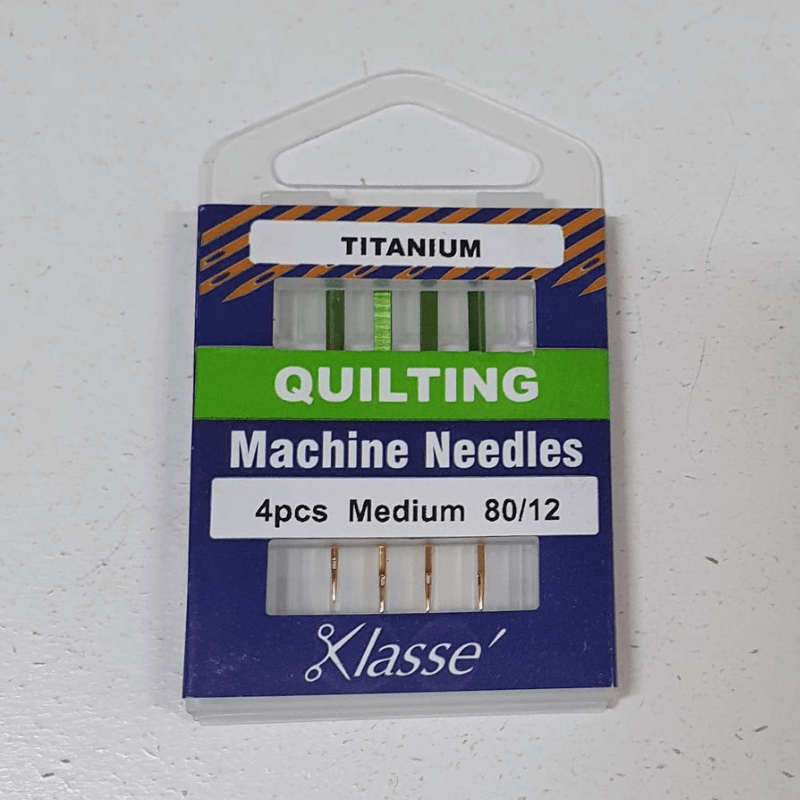 TITANIUM
QUILTING
Machine Needles
4pcs Medium 80/12
Klasse´